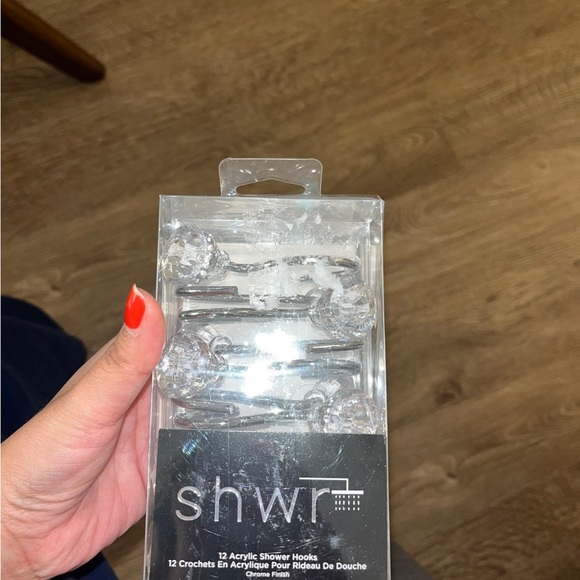 shwr
12 Acrylic Shower Hooks
12 Crochets En Acrylique Pour Rideau De Douche
Chrome Finish